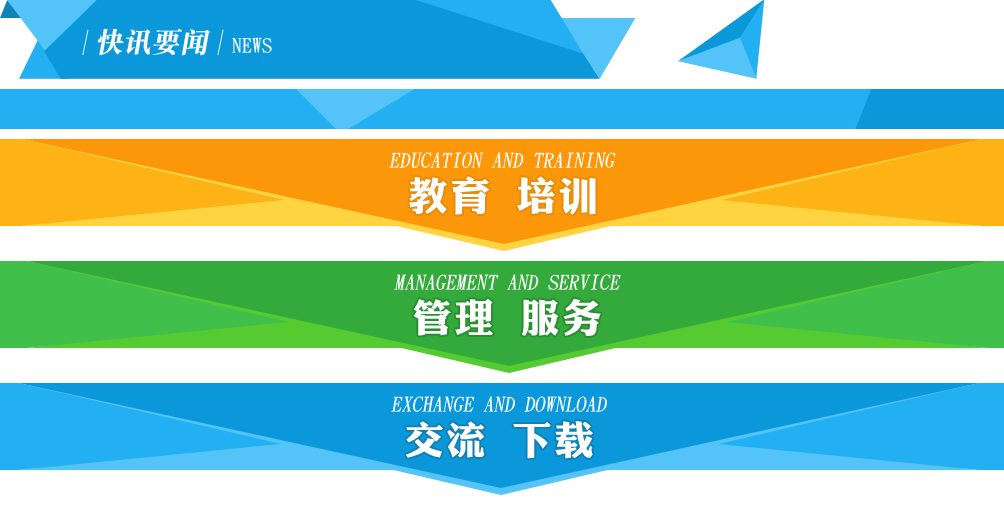 快讯要闻 NEWS
EDUCATION AND TRAINING
教育 培训
MANAGEMENT AND SERVICE
管理 服务
EXCHANGE AND DOWNLOAD
交流 下载